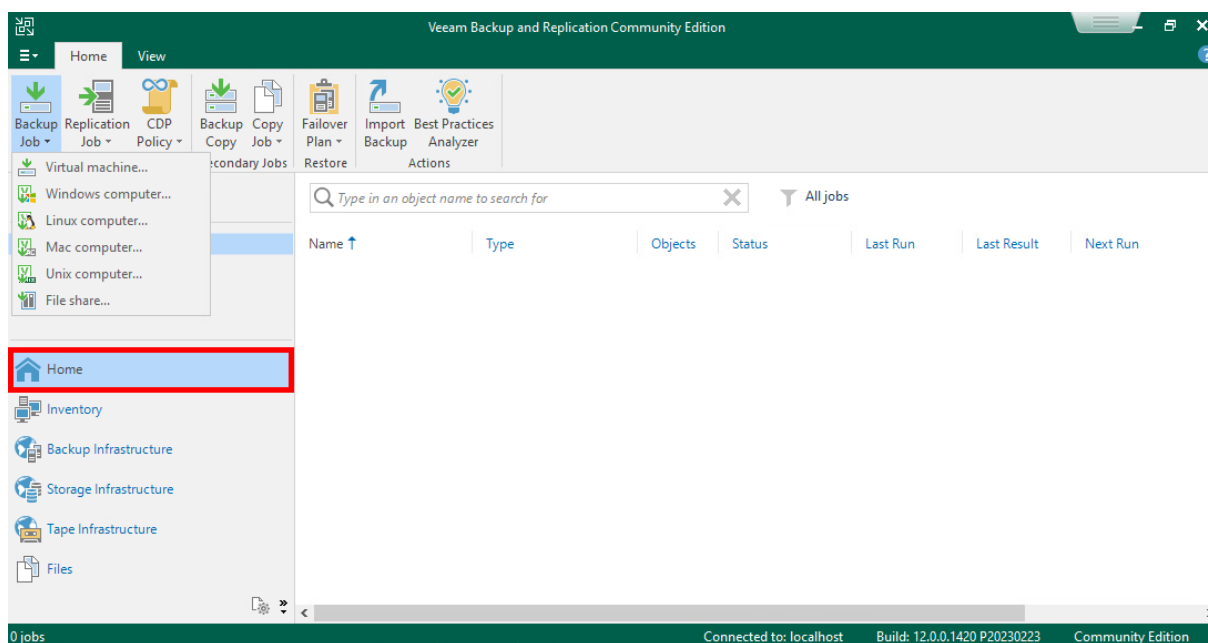 Veeam Backup and Replication Community Edition
Home View
Backup Job Replication Job CDP Policy Backup Copy Copy Job Failover Plan Import Backup Best Practices Analyzer
Jobs Restore Actions
Virtual machine...
Windows computer...
Linux computer...
Mac computer...
Unix computer...
File share...
Type in an object name to search for
All jobs
Name Type Objects Status Last Run Last Result Next Run
Home
Inventory
Backup Infrastructure
Storage Infrastructure
Tape Infrastructure
Files
0 jobs Connected to: localhost Build: 12.0.0.1420 P20230223 Community Edition